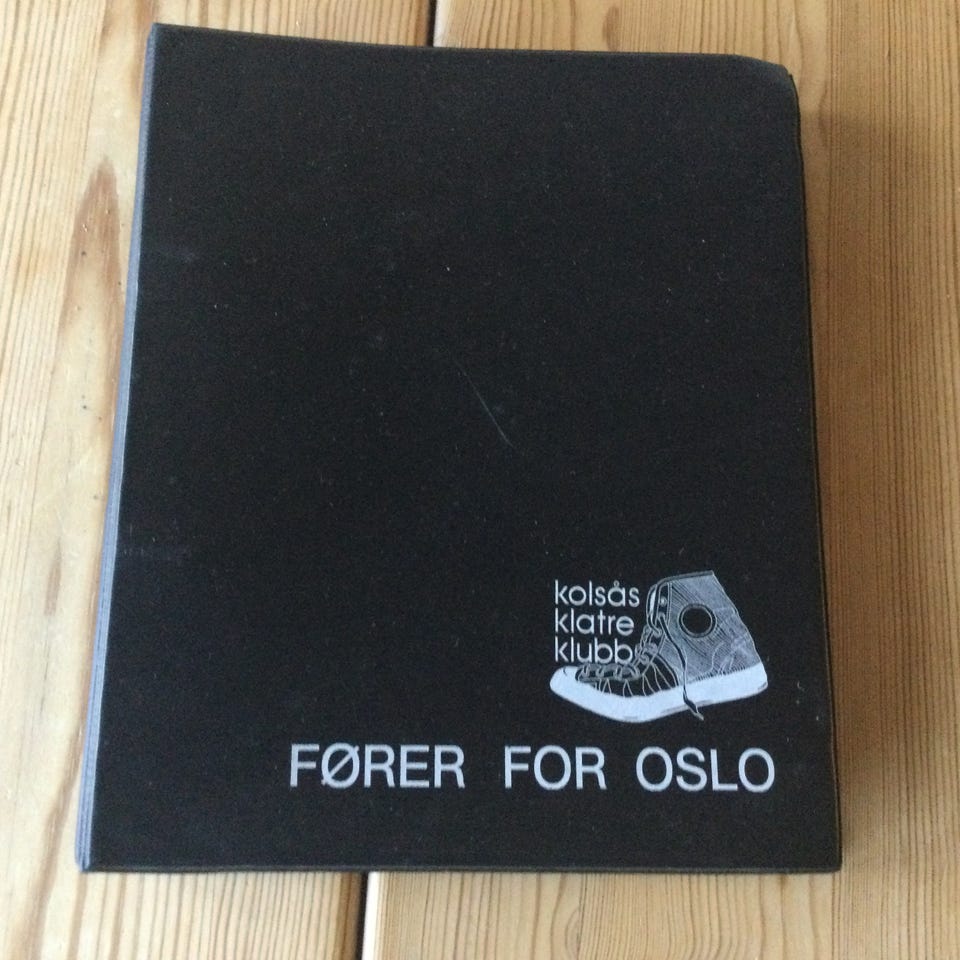 kolsås
klatre
klubb
FØRER FOR OSLO